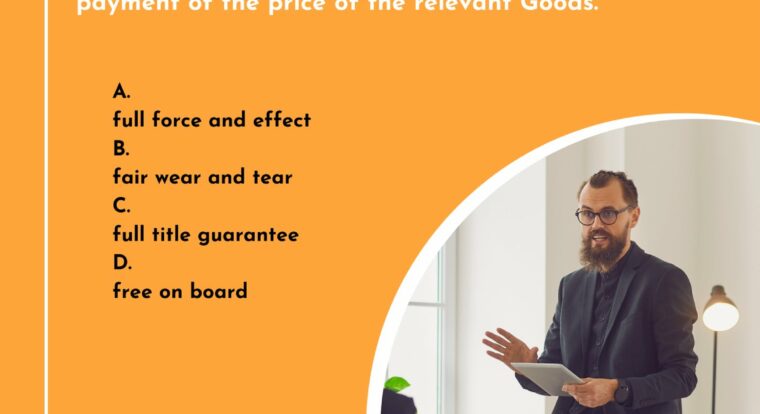 payment of the price of the relevant Goods.
A.
full force and effect
B.
fair wear and tear
C.
full title guarantee
D.
free on board